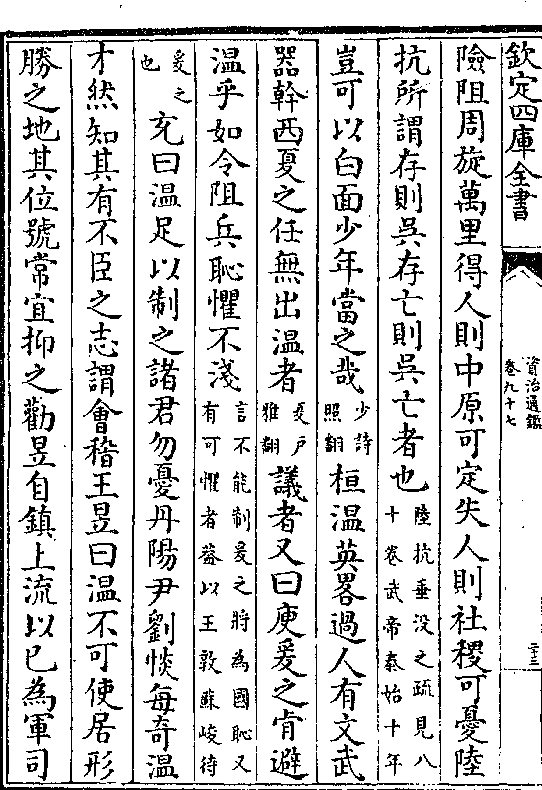 欽定四庫全書
資治通鑑
卷九十七
二十三
險阻周旋萬里得人則中原可定失人則社稷可憂陸
抗所謂存則吳存亡則吳亡者也陸抗垂沒之疏見八十卷武帝泰始十年
豈可以白面少年當之哉少詩照翻桓温英畧過人有文武
器幹西夏之任無出温者夏戶雅翻議者又曰庾爰之肯避
温乎如令阻兵恥懼不淺言不能制爰之將為國恥又有可懼者葢以王敦蘇峻待
爰之也充曰温足以制之諸君勿憂丹陽尹劉惔每奇温
才然知其有不臣之志謂會稽王昱曰温不可使居形
勝之地其位號常宜抑之勸昱自鎮上流以已為軍司